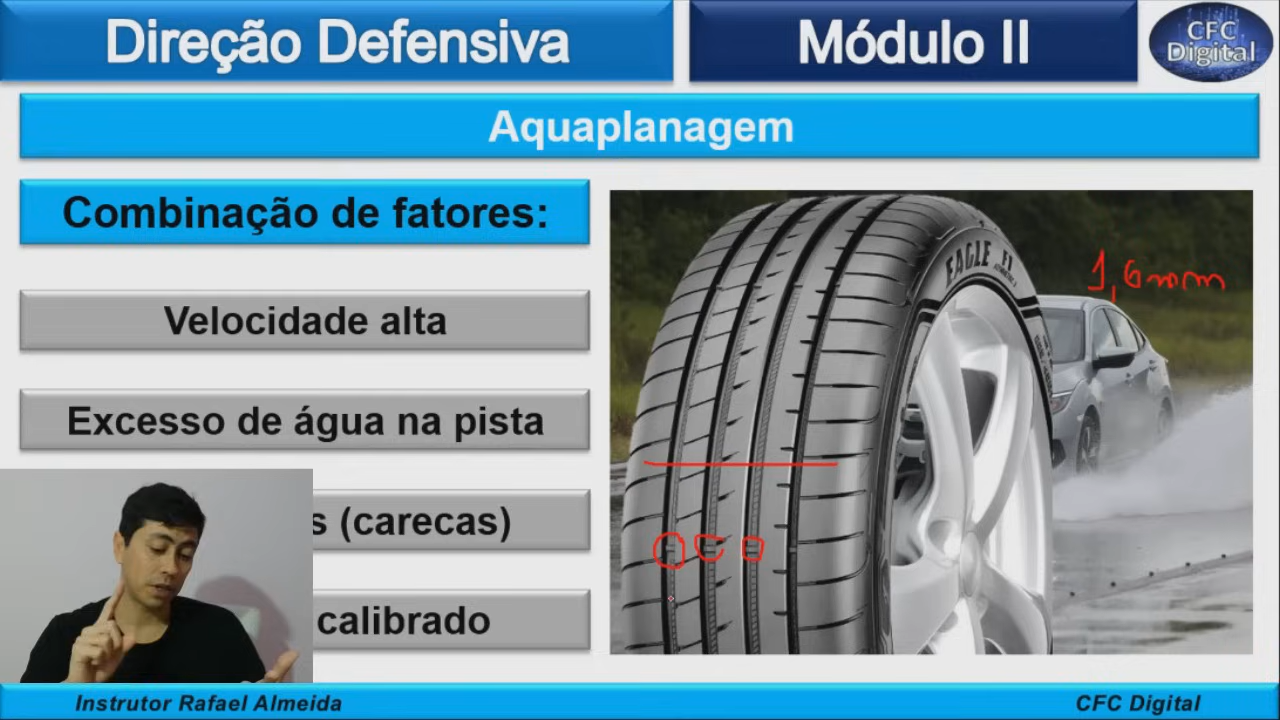 Direção Defensiva
Módulo II
CFC
Digital
Aquaplanagem
Combinação de fatores:
Velocidade alta
Excesso de água na pista
s (carecas)
calibrado
EAGLE F1
1,6mm
Instrutor Rafael Almeida
CFC Digital